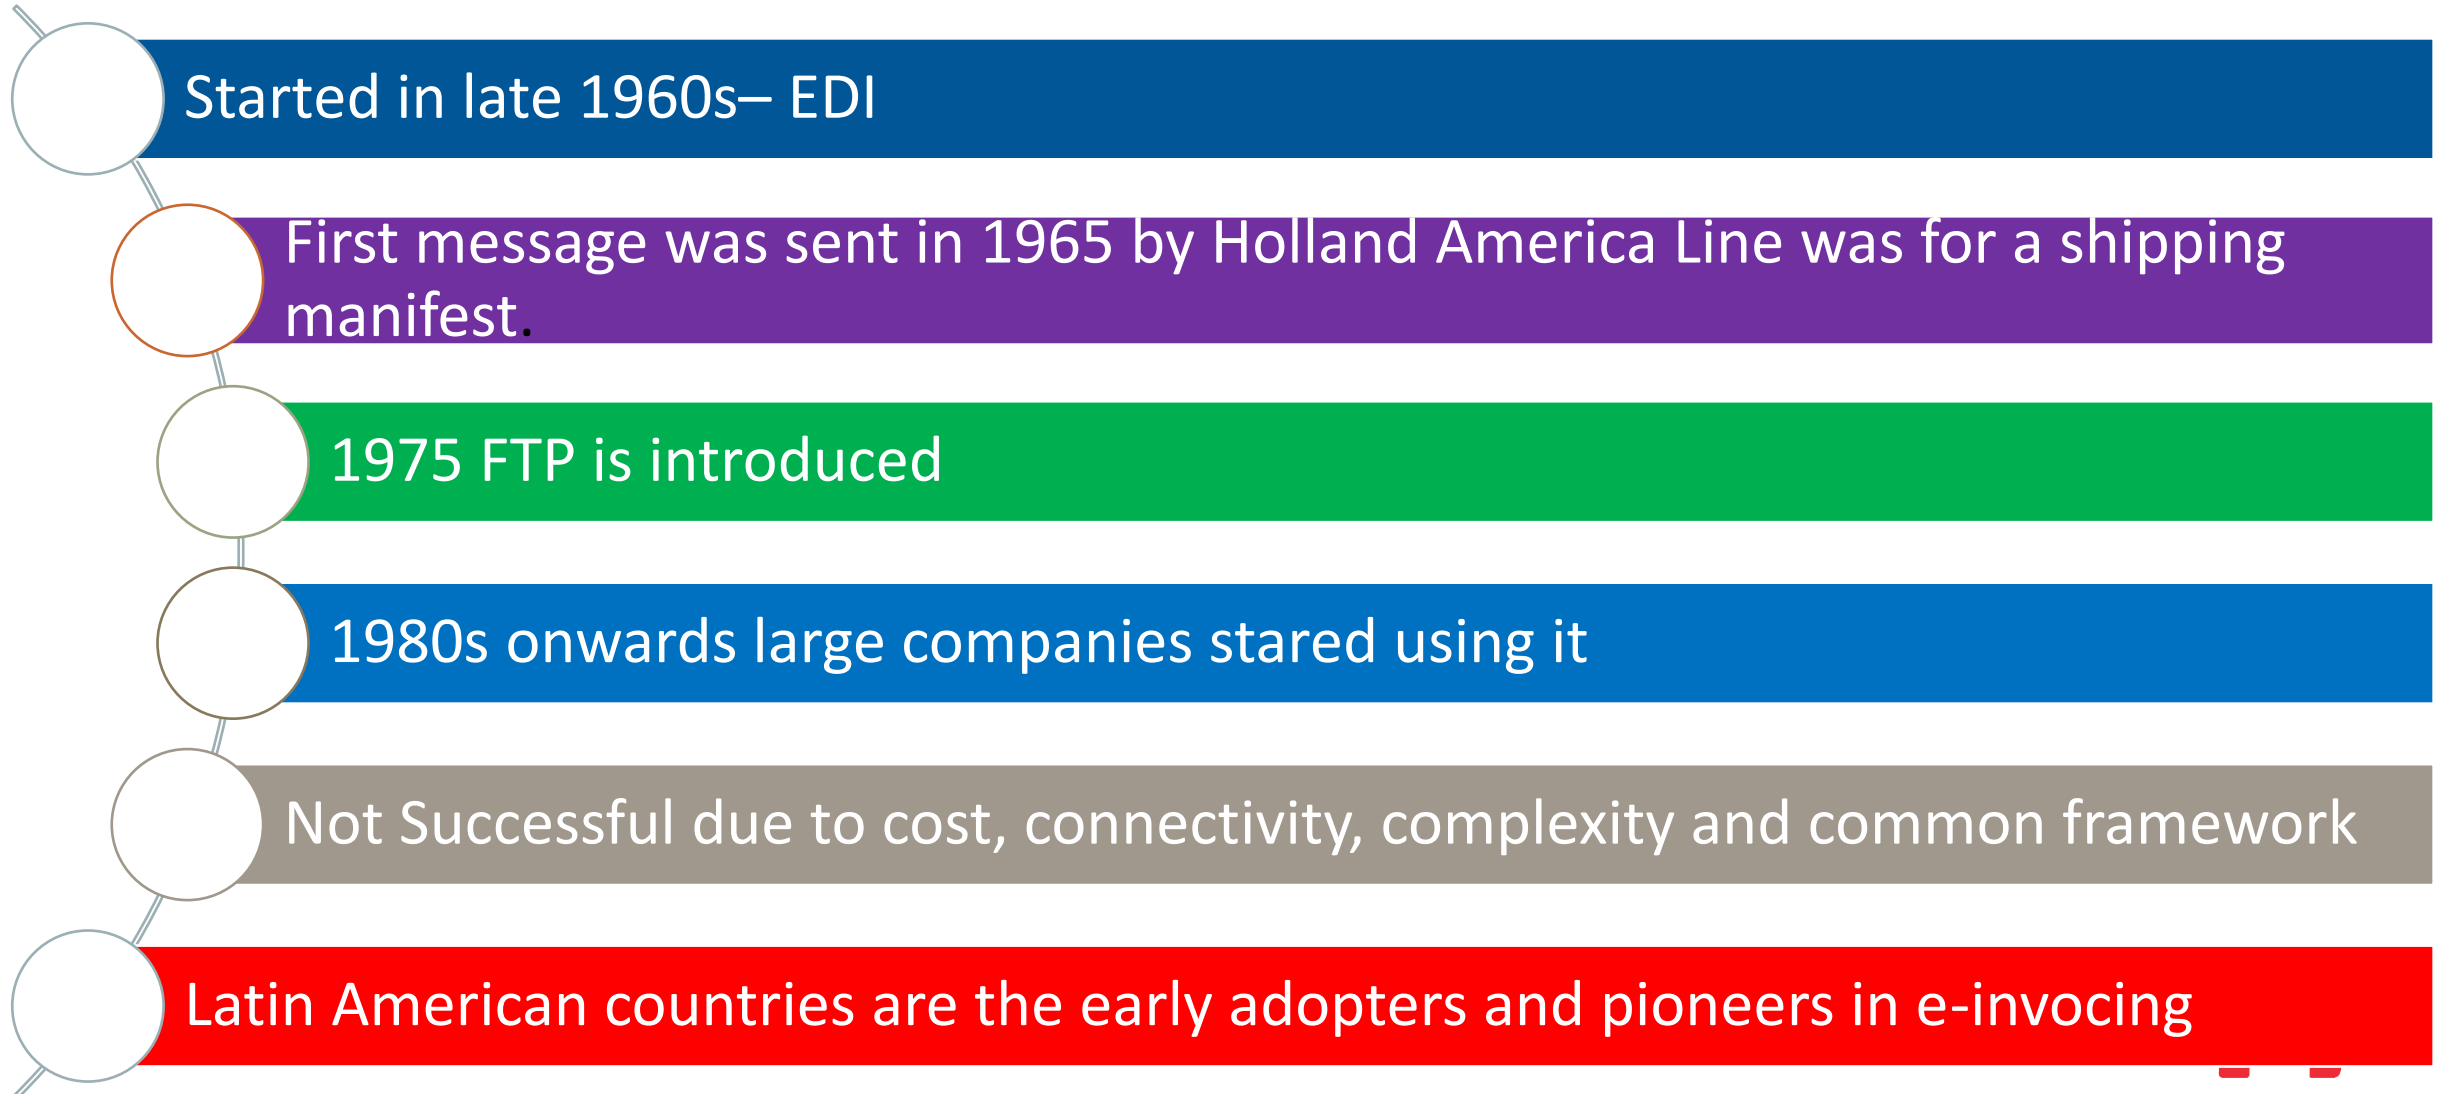 Started in late 1960s– EDI
First message was sent in 1965 by Holland America Line was for a shipping
manifest.
1975 FTP is introduced
1980s onwards large companies stared using it
Not Successful due to cost, connectivity, complexity and common framework
Latin American countries are the early adopters and pioneers in e-invocing